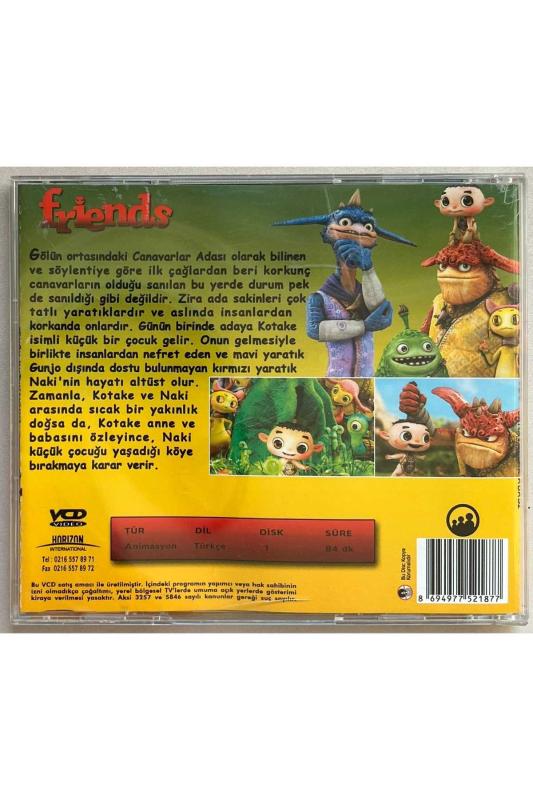 friends
Gölün ortasındaki Canavarlar Adası olarak bilinen
ve söylentiye göre ilk çağlardan beri korkunç
canavarların olduğu sanılan bu yerde durum pek
de sanıldığı gibi değildir. Zira ada sakinleri çok
tatlı yaratıklardır ve aslında insanlardan
korkanda onlardır. Günün birinde adaya Kotake
isimli küçük bir çocuk gelir. Onun gelmesiyle
birlikte insanlardan nefret eden ve mavi yaratık
Gunjo dışında dostu bulunmayan kırmızı yaratık
Naki'nin hayatı altüst olur.
Zamanla, Kotake ve Naki
arasında sıcak bir yakınlık
doğsa da, Kotake anne ve
babasını özleyince, Naki
küçük çocuğu yaşadığı köye
bırakmaya karar verir.
VCD
VIDEO
HORIZON
INTERNATIONAL
Tel : 0216 557 89 71
Fax 0216 557 89 72
TÜR DİL DİSK SÜRE
Animasyon Türkçe 1 84 dk
Bu VCD satış amacı ile üretilmiştir. İçindeki programın yapımcı veya hak sahibinin
izni olmadıkça çoğaltımı, yerel bölgesel TV'lerde umuma açık yerlerde gösterimi
kiraya verilmesi yasaktır. Aksi 3257 ve 5846 sayılı kanunlar gereği suç sayılır.
Bu Disc Kopya
Korumalıdır
8 694977 521877